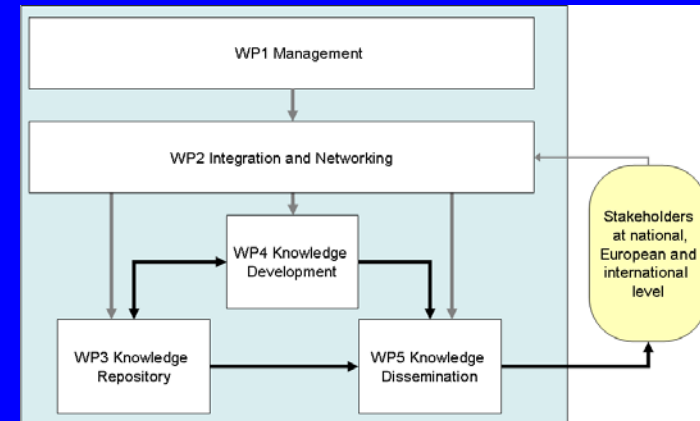 WP1 Management
WP2 Integration and Networking
WP4 Knowledge
Development
Stakeholders
at national,
European and
international
level
WP3 Knowledge
Repository
WP5 Knowledge
Dissemination